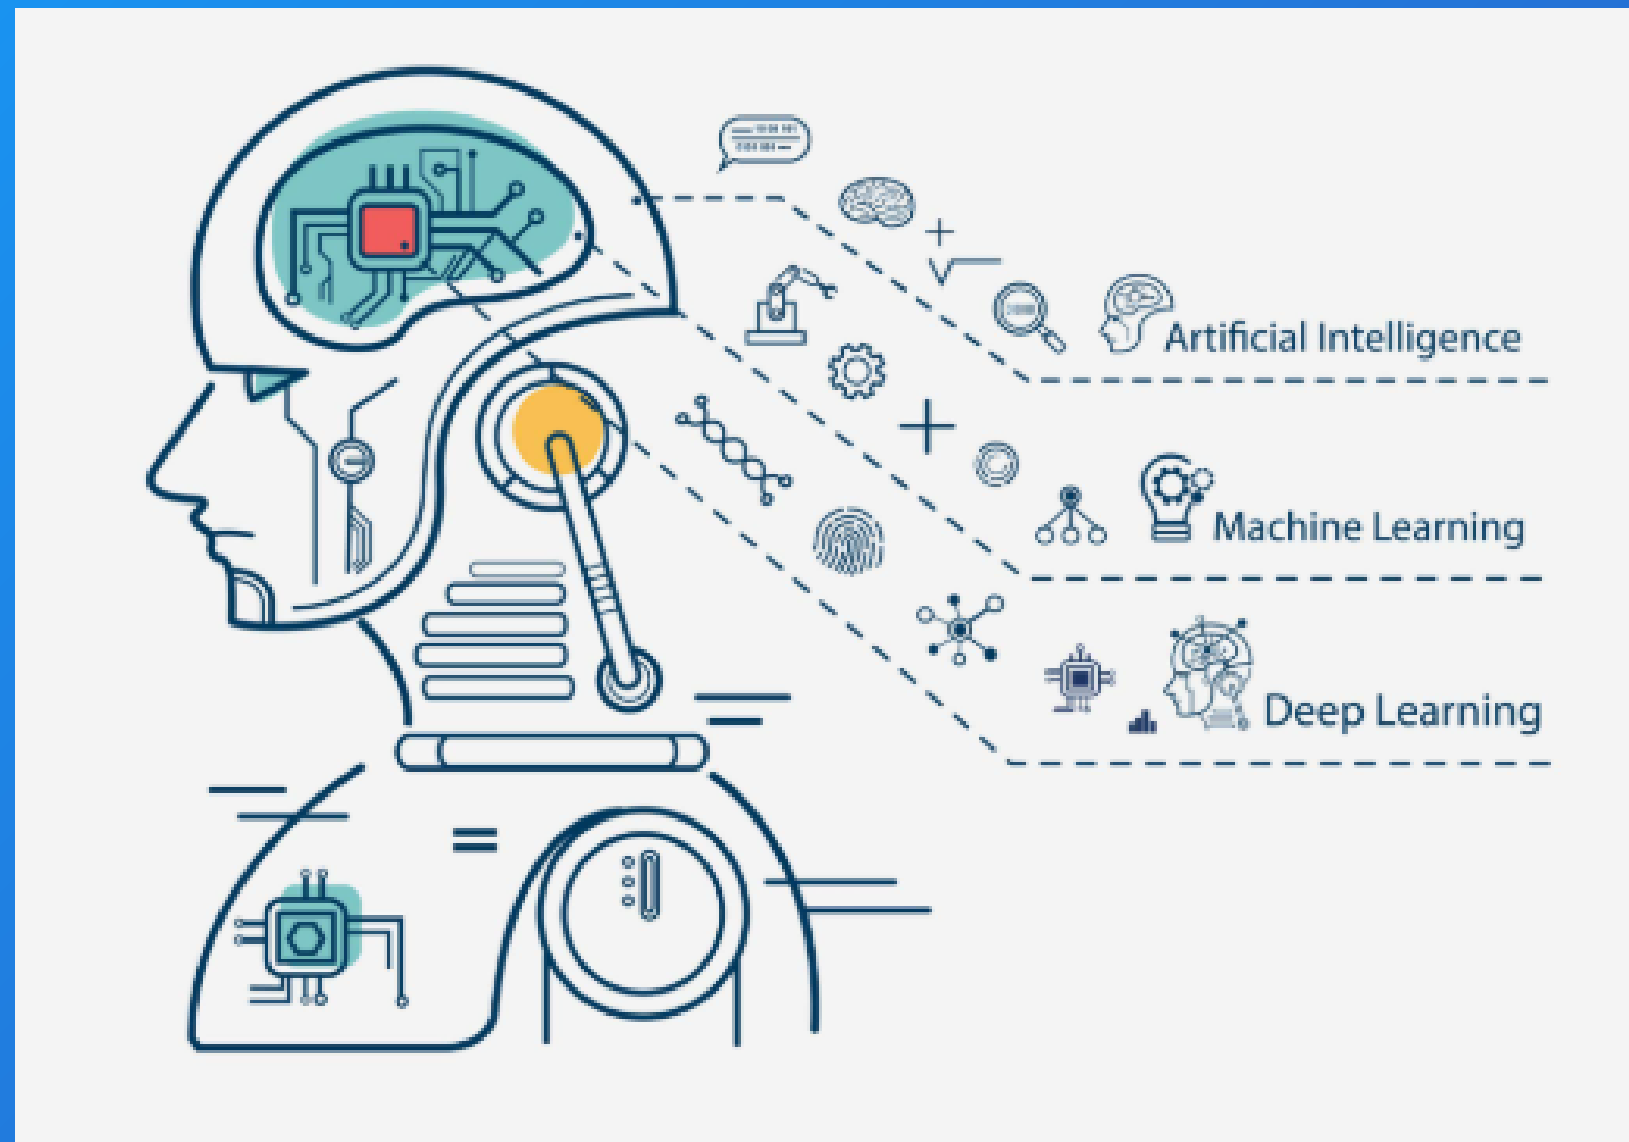 Artificial Intelligence
Machine Learning
Deep Learning